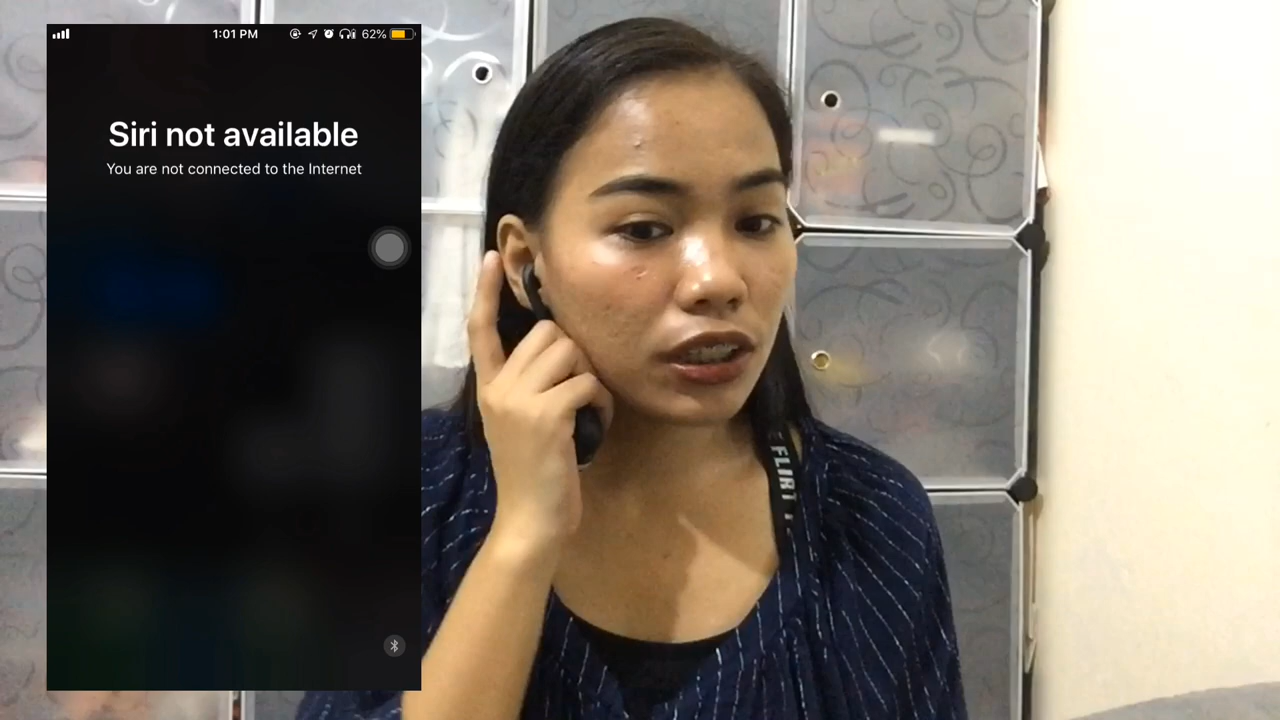 1:01 PM
62%
Siri not available
You are not connected to the Internet
FLIRT